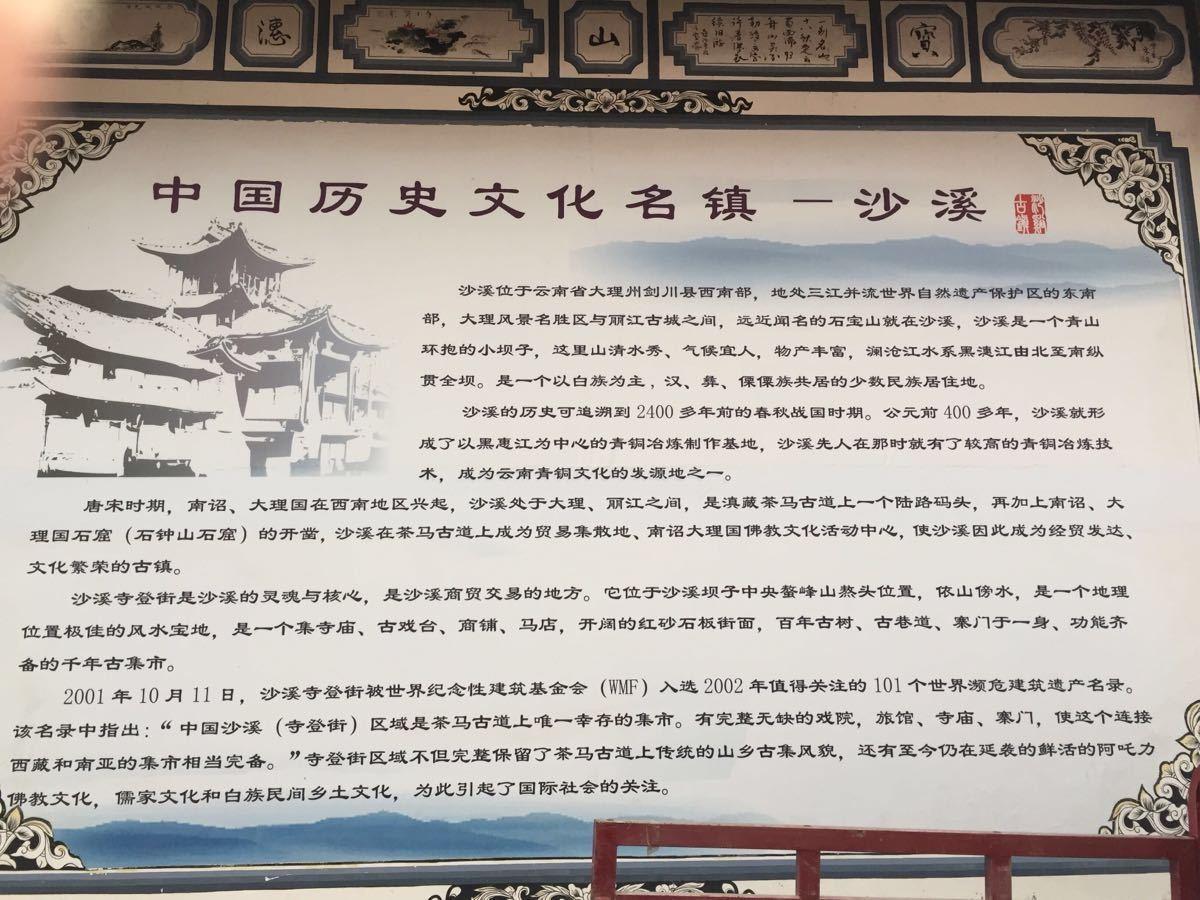 寶
山
漶
中国历史文化名镇－沙溪
沙溪
古鎮
沙溪位于云南省大理州剑川县西南部，地处三江并流世界自然遗产保护区的东南
部，大理风景名胜区与丽江古城之间，远近闻名的石宝山就在沙溪，沙溪是一个青山
环抱的小坝子，这里山清水秀、气候宜人，物产丰富，澜沧江水系黑漶江由北至南纵
贯全坝。是一个以白族为主，汉、彝、傈僳族共居的少数民族居住地。
沙溪的历史可追溯到2400多年前的春秋战国时期。公元前400多年，沙溪就形
成了以黑惠江为中心的青铜冶炼制作基地，沙溪先人在那时就有了较高的青铜冶炼技
术，成为云南青铜文化的发源地之一。
唐宋时期，南诏、大理国在西南地区兴起，沙溪处于大理、丽江之间，是滇藏茶马古道上一个陆路码头，再加上南诏、大
理国石窟（石钟山石窟）的开凿，沙溪在茶马古道上成为贸易集散地、南诏大理国佛教文化活动中心，使沙溪因此成为经贸发达、
文化繁荣的古镇。
沙溪寺登街是沙溪的灵魂与核心，是沙溪商贸交易的地方。它位于沙溪坝子中央鳌峰山熬头位置，依山傍水，是一个地理
位置极佳的风水宝地，是一个集寺庙、古戏台、商铺、马店，开阔的红砂石板街面，百年古树、古巷道、寨门于一身、功能齐
备的千年古集市。
2001年10月11日，沙溪寺登街被世界纪念性建筑基金会（WMF）入选2002年值得关注的101个世界濒危建筑遗产名录。
该名录中指出：“中国沙溪（寺登街）区域是茶马古道上唯一幸存的集市。有完整无缺的戏院，旅馆、寺庙、寨门，使这个连接
西藏和南亚的集市相当完备。”寺登街区域不但完整保留了茶马古道上传统的山乡古集风貌，还有至今仍在延袭的鲜活的阿吒力
佛教文化，儒家文化和白族民间乡土文化，为此引起了国际社会的关注。